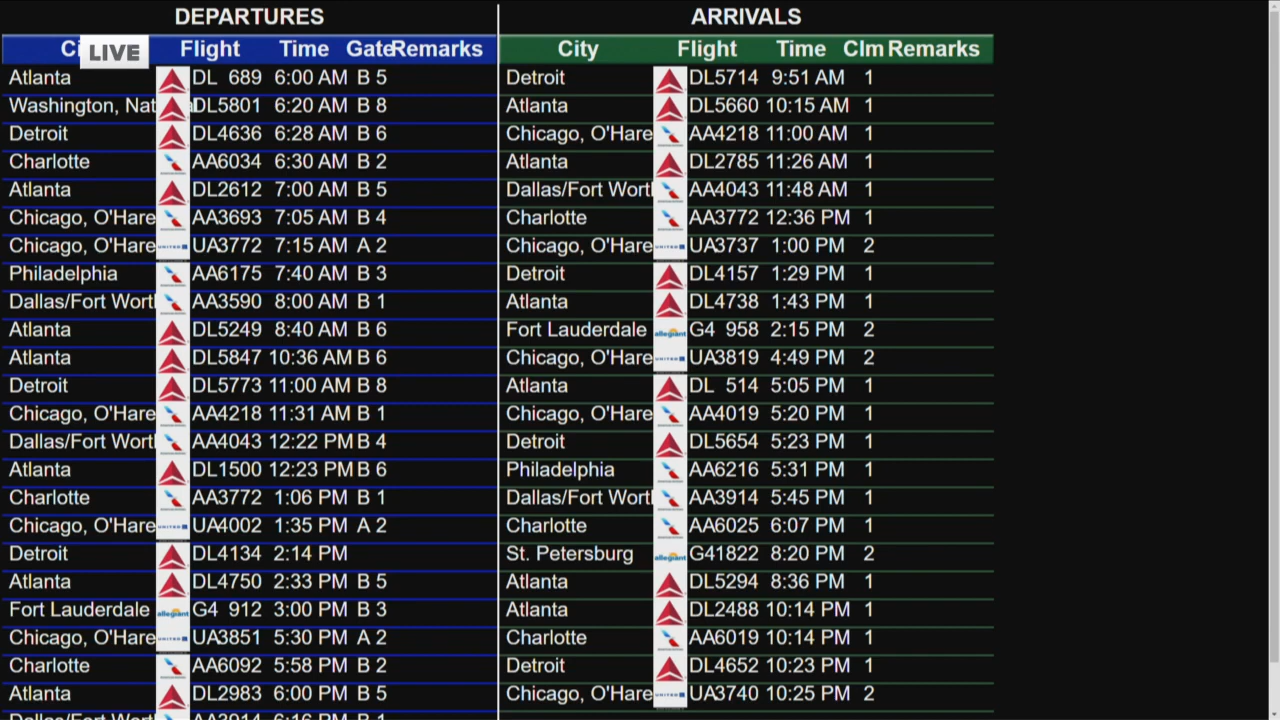 DEPARTURES
LIVE Flight Time Gate Remarks
Atlanta DL 689 6:00 AM B 5
Washington, Nat DL5801 6:20 AM B 8
Detroit DL4636 6:28 AM B 6
Charlotte AA6034 6:30 AM B 2
Atlanta DL2612 7:00 AM B 5
Chicago, O'Hare AA3693 7:05 AM B 4
Chicago, O'Hare UNITED UA3772 7:15 AM A 2
Philadelphia AA6175 7:40 AM B 3
Dallas/Fort Wort AA3590 8:00 AM B 1
Atlanta DL5249 8:40 AM B 6
Atlanta DL5847 10:36 AM B 6
Detroit DL5773 11:00 AM B 8
Chicago, O'Hare AA4218 11:31 AM B 1
Dallas/Fort Wort AA4043 12:22 PM B 4
Atlanta DL1500 12:23 PM B 6
Charlotte AA3772 1:06 PM B 1
Chicago, O'Hare UNITED UA4002 1:35 PM A 2
Detroit DL4134 2:14 PM
Atlanta DL4750 2:33 PM B 5
Fort Lauderdale allegiant G4 912 3:00 PM B 3
Chicago, O'Hare UNITED UA3851 5:30 PM A 2
Charlotte AA6092 5:58 PM B 2
Atlanta DL2983 6:00 PM B 5
ARRIVALS
City Flight Time Clm Remarks
Detroit DL5714 9:51 AM 1
Atlanta DL5660 10:15 AM 1
Chicago, O'Hare AA4218 11:00 AM 1
Atlanta DL2785 11:26 AM 1
Dallas/Fort Wort AA4043 11:48 AM 1
Charlotte AA3772 12:36 PM 1
Chicago, O'Hare UNITED UA3737 1:00 PM 2
Detroit DL4157 1:29 PM 1
Atlanta DL4738 1:43 PM 1
Fort Lauderdale allegiant G4 958 2:15 PM 2
Chicago, O'Hare UNITED UA3819 4:49 PM 2
Atlanta DL 514 5:05 PM 1
Chicago, O'Hare AA4019 5:20 PM 1
Detroit DL5654 5:23 PM 1
Philadelphia AA6216 5:31 PM 1
Dallas/Fort Wort AA3914 5:45 PM 1
Charlotte AA6025 6:07 PM 1
St. Petersburg allegiant G41822 8:20 PM 2
Atlanta DL5294 8:36 PM 1
Atlanta DL2488 10:14 PM 1
Charlotte AA6019 10:14 PM 1
Detroit DL4652 10:23 PM 1
Chicago, O'Hare UNITED UA3740 10:25 PM 2